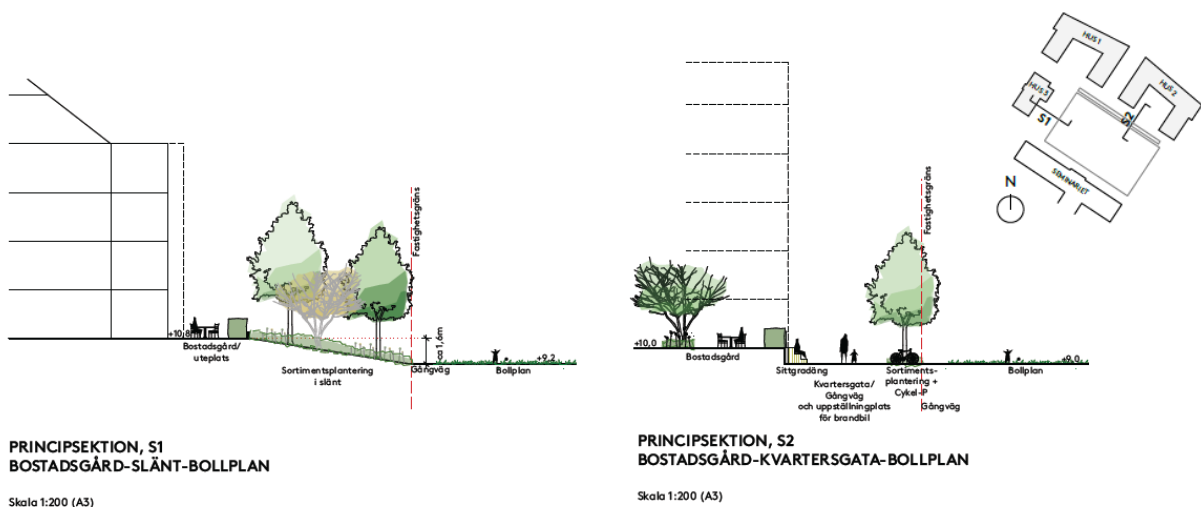 Fastighetsgräns
+10,8
Bostadsgård/
uteplats
Sortimentsplantering
i slänt
ca 1,6m
Gångväg
+9,2
Bollplan
PRINCIPSEKTION, S1
BOSTADSGÅRD-SLÄNT-BOLLPLAN
Skala 1:200 (A3)
Fastighetsgräns
+10,0
Bostadsgård
Sittgradäng
Kvartersgata/
Gångväg
och uppställningplats
för brandbil
Sortiments-
plantering +
Cykel-P
Gångväg
+9,0
Bollplan
PRINCIPSEKTION, S2
BOSTADSGÅRD-KVARTERSGATA-BOLLPLAN
Skala 1:200 (A3)
HUS 1
HUS 2
HUS 3
S1
S2
SEMINARIET
N